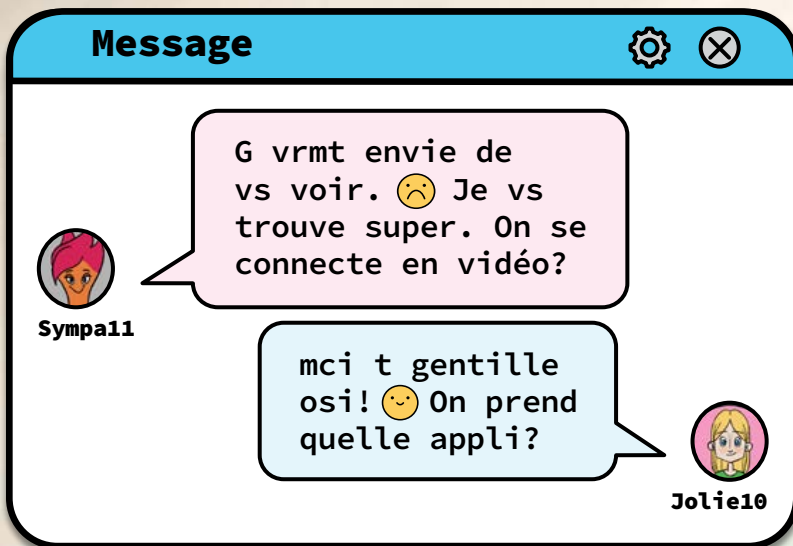 Message
G vrmt envie de
vs voir. Je vs
trouve super. On se
connecte en vidéo?
Sympa11
mci t gentille
osi! On prend
quelle appli?
Jolie10